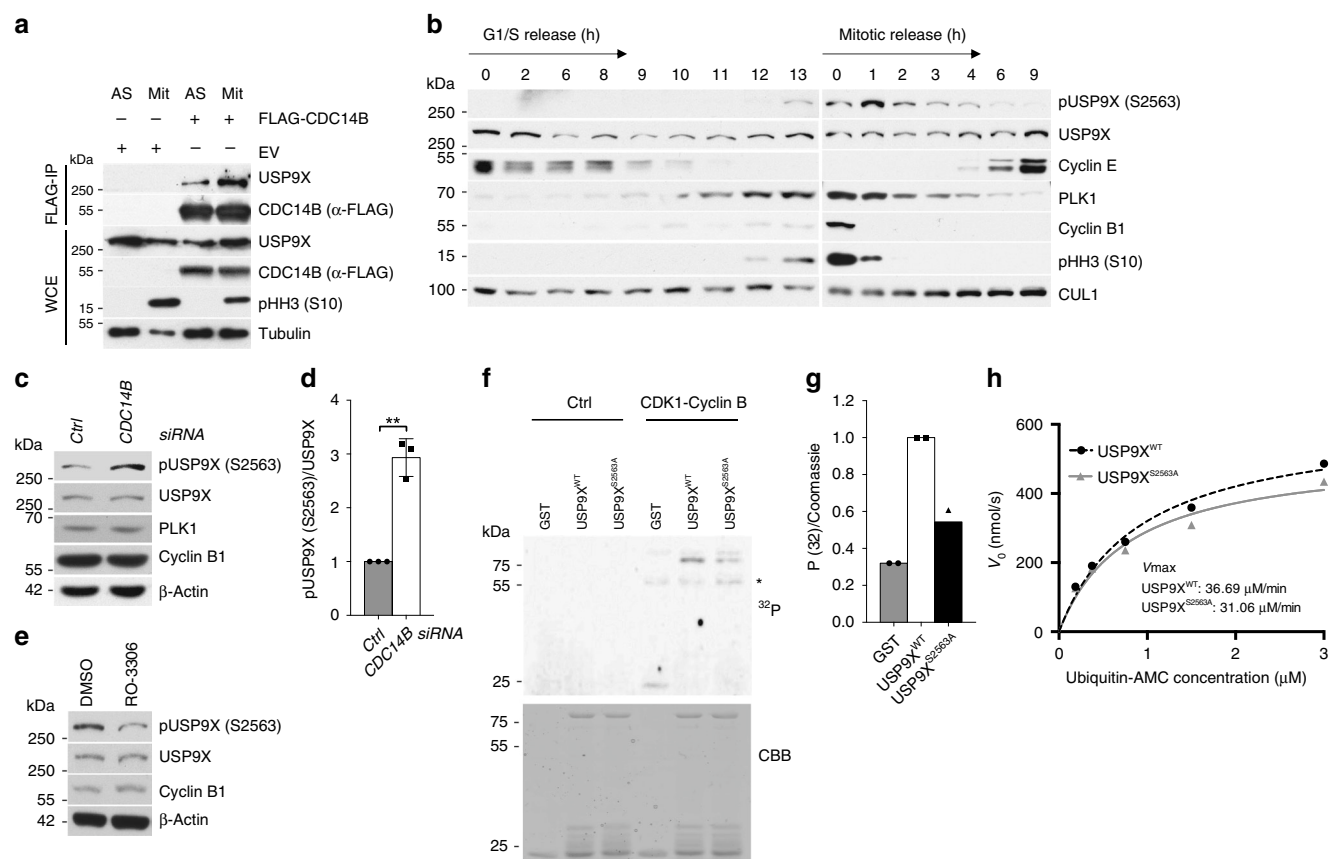 a
AS Mit AS Mit
– – + + FLAG-CDC14B
+ + – – EV
kDa
FLAG-IP
250 - USP9X
55 - CDC14B (α-FLAG)
WCE
250 - USP9X
55 - CDC14B (α-FLAG)
15 - pHH3 (S10)
55 - Tubulin
b
G1/S release (h) Mitotic release (h)
kDa 0 2 6 8 9 10 11 12 13 0 1 2 3 4 6 9
250 - pUSP9X (S2563)
250 - USP9X
55 - Cyclin E
70 - PLK1
55 - Cyclin B1
15 - pHH3 (S10)
100 - CUL1
c
Ctrl CDC14B siRNA
kDa
250 - pUSP9X (S2563)
250 - USP9X
70 - PLK1
55 - Cyclin B1
42 - β-Actin
d
pUSP9X (S2563)/USP9X
4
3
2
1
0
**
Ctrl CDC14B siRNA
e
DMSO RO-3306
kDa
250 - pUSP9X (S2563)
250 - USP9X
55 - Cyclin B1
42 - β-Actin
f
Ctrl CDK1-Cyclin B
GST USP9XWT USP9XS2563A GST USP9XWT USP9XS2563A
kDa
75 -
55 - *
32P
25 -
75 -
55 - CBB
25 -
g
P (32)/Coomassie
1.2
1.0
0.8
0.6
0.4
0.2
0.0
GST USP9XWT USP9XS2563A
h
V0 (nmol/s)
600
400
200
0
USP9XWT
USP9XS2563A
Vmax
USP9XWT: 36.69 μM/min
USP9XS2563A: 31.06 μM/min
0 1 2 3
Ubiquitin-AMC concentration (μM)